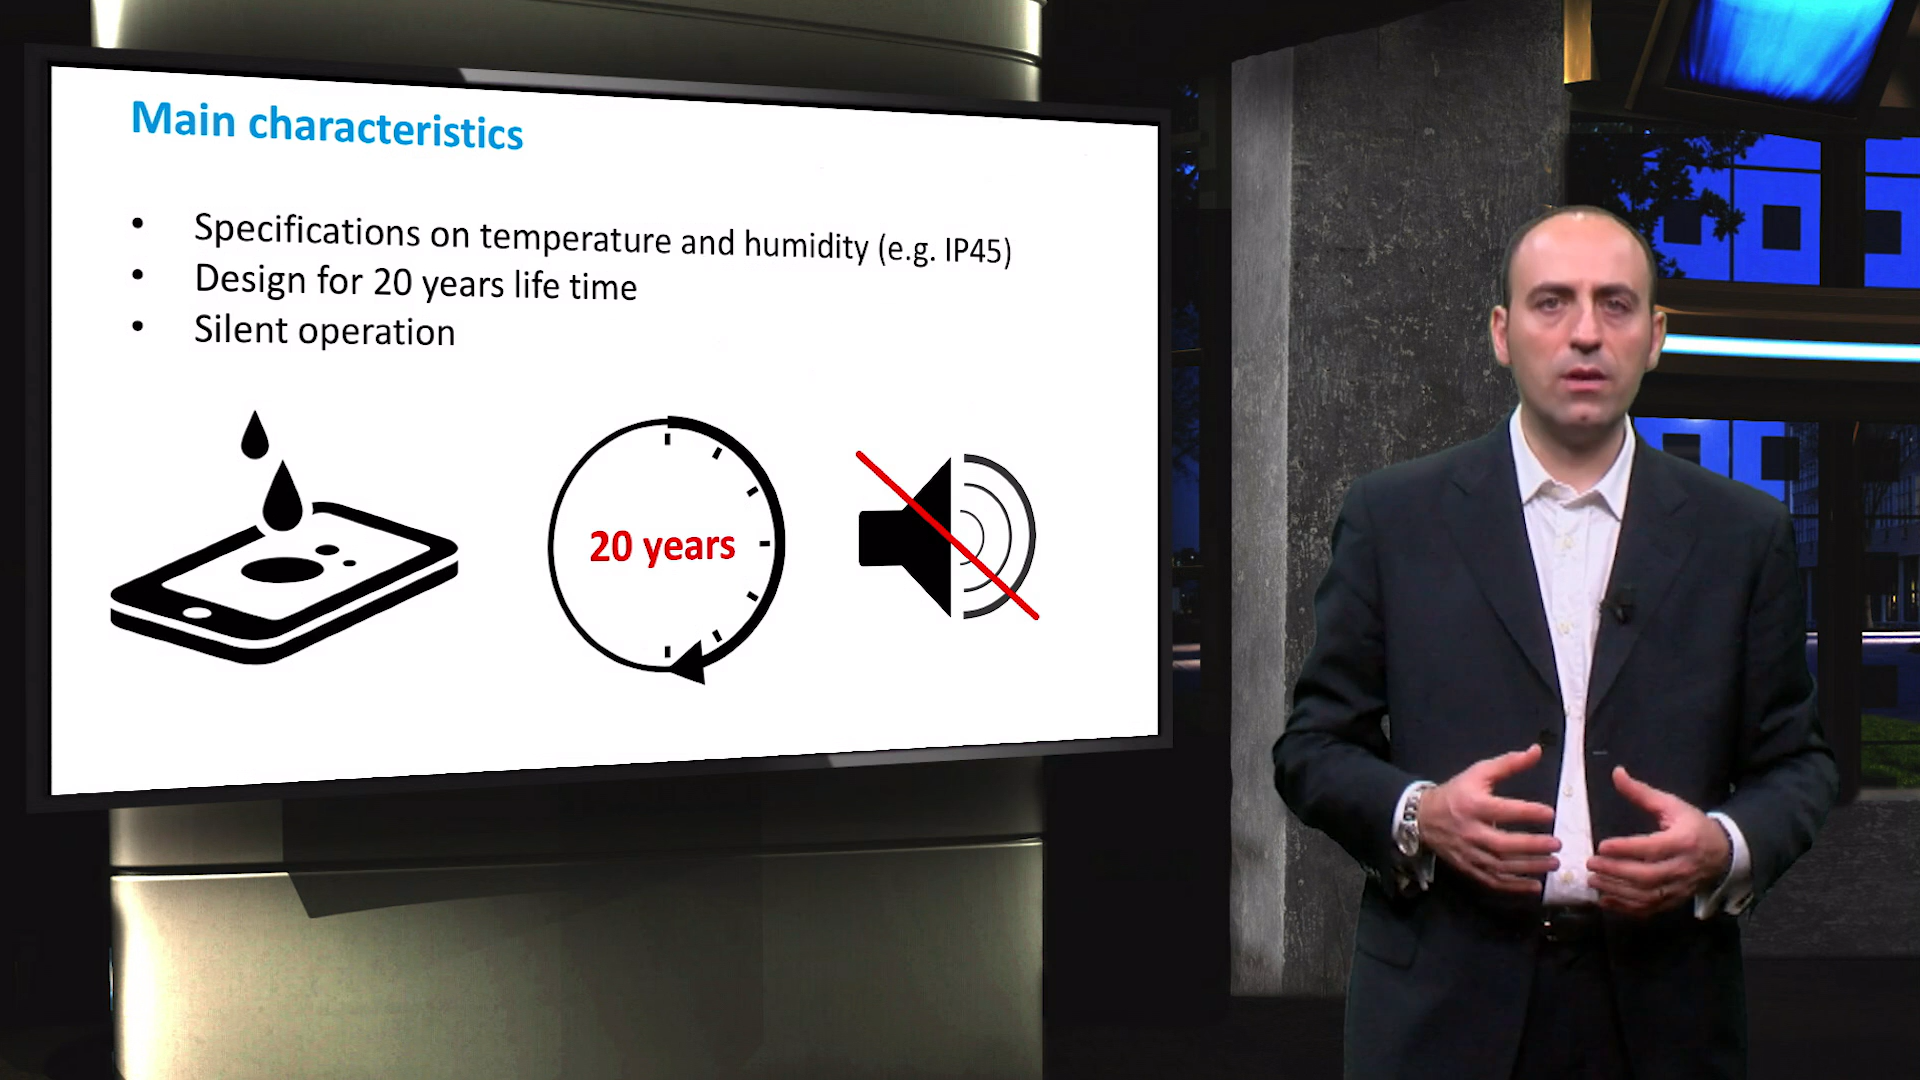 Main characteristics
• Specifications on temperature and humidity (e.g. IP45)
• Design for 20 years life time
• Silent operation
20 years